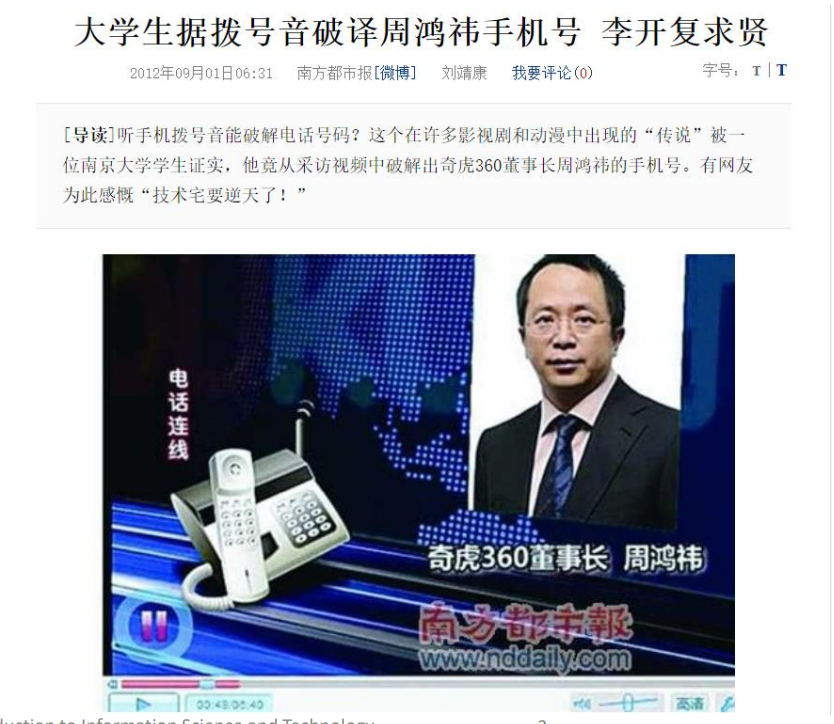 大学生据拨号音破译周鸿祎手机号 李开复求贤
2012年09月01日06:31 南方都市报[微博] 刘靖康 我要评论(0) 字号：T|T
[导读]听手机拨号音能破解电话号码？这个在许多影视剧和动漫中出现的“传说”被一
位南京大学学生证实，他竟从采访视频中破解出奇虎360董事长周鸿祎的手机号。有网友
为此感慨“技术宅要逆天了！”
电话连线
奇虎360董事长 周鸿祎
南方都市報
www.nddaily.com
00:49/06:40 高清
to Information Science and Technology